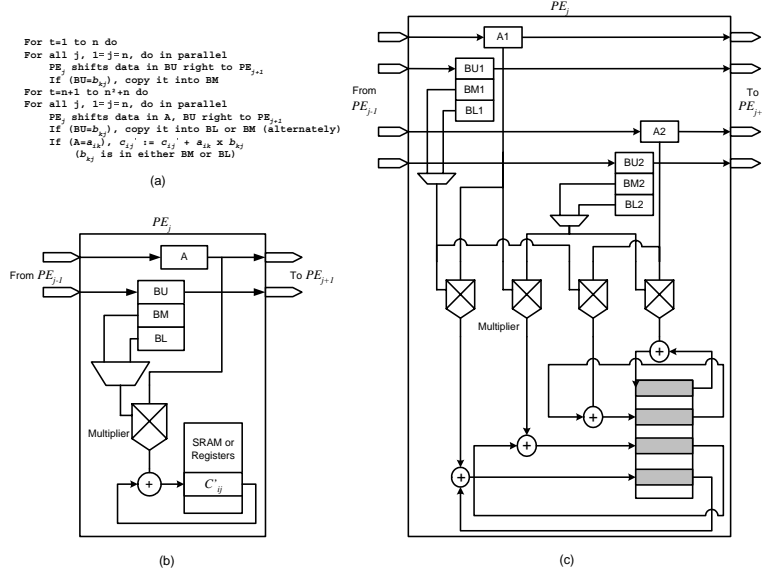 For t=1 to n do
For all j, 1=j=n, do in parallel
PEj shifts data in BU right to PEj+1
If (BU=bkj), copy it into BM
For t=n+1 to n²+n do
For all j, 1=j=n, do in parallel
PEj shifts data in A, BU right to PEj+1
If (BU=bkj), copy it into BL or BM (alternately)
If (A=aik), cij' := cij' + aik x bkj
(bkj is in either BM or BL)
(a)
PEj
A
From PEj-1
To PEj+1
BU
BM
BL
Multiplier
SRAM or
Registers
C'ij
+
(b)
PEj
A1
BU1
BM1
BL1
From
PEj-1
To
PEj+
A2
BU2
BM2
BL2
Multiplier
+
+
+
+
(c)